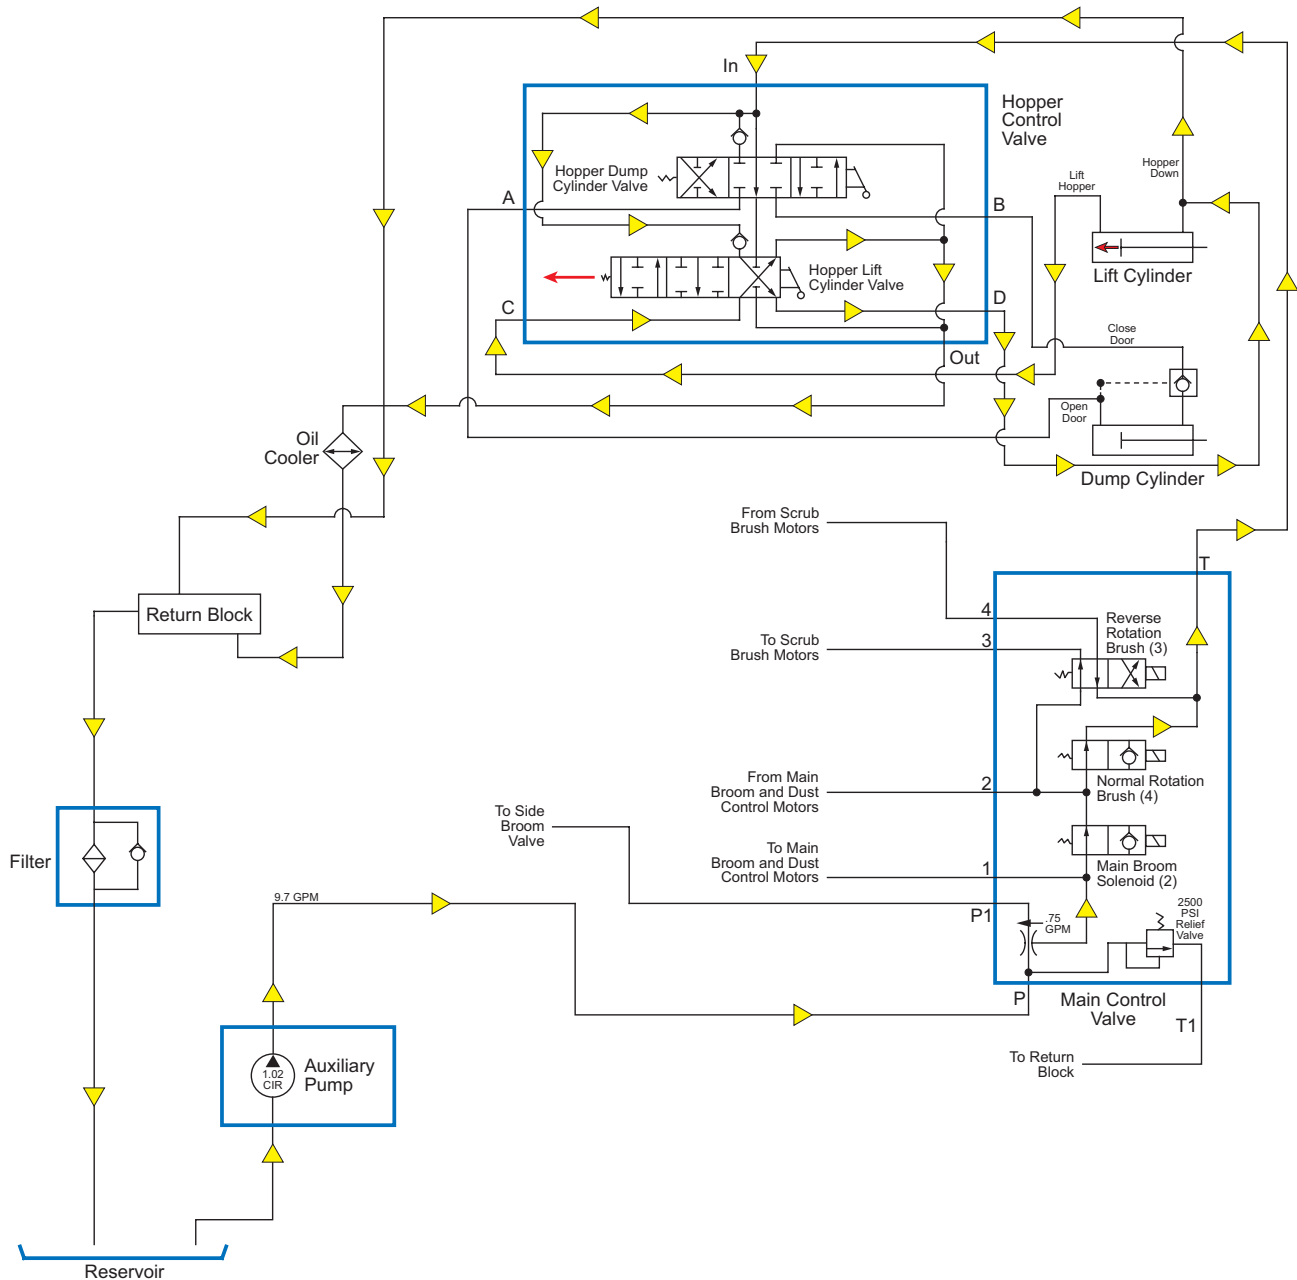 In
Hopper
Control
Valve
Hopper Dump
Cylinder Valve
A
B
Lift
Hopper
Hopper
Down
Lift Cylinder
Hopper Lift
Cylinder Valve
C
D
Out
Close
Door
Open
Door
Dump Cylinder
Oil
Cooler
From Scrub
Brush Motors
T
Return Block
4
Reverse
Rotation
Brush (3)
To Scrub
Brush Motors
3
From Main
Broom and Dust
Control Motors
2
Normal Rotation
Brush (4)
To Side
Broom
Valve
To Main
Broom and Dust
Control Motors
1
Main Broom
Solenoid (2)
Filter
9.7 GPM
P1
.75
GPM
2500
PSI
Relief
Valve
P
Main Control
Valve
T1
To Return
Block
1.02
CIR
Auxiliary
Pump
Reservoir